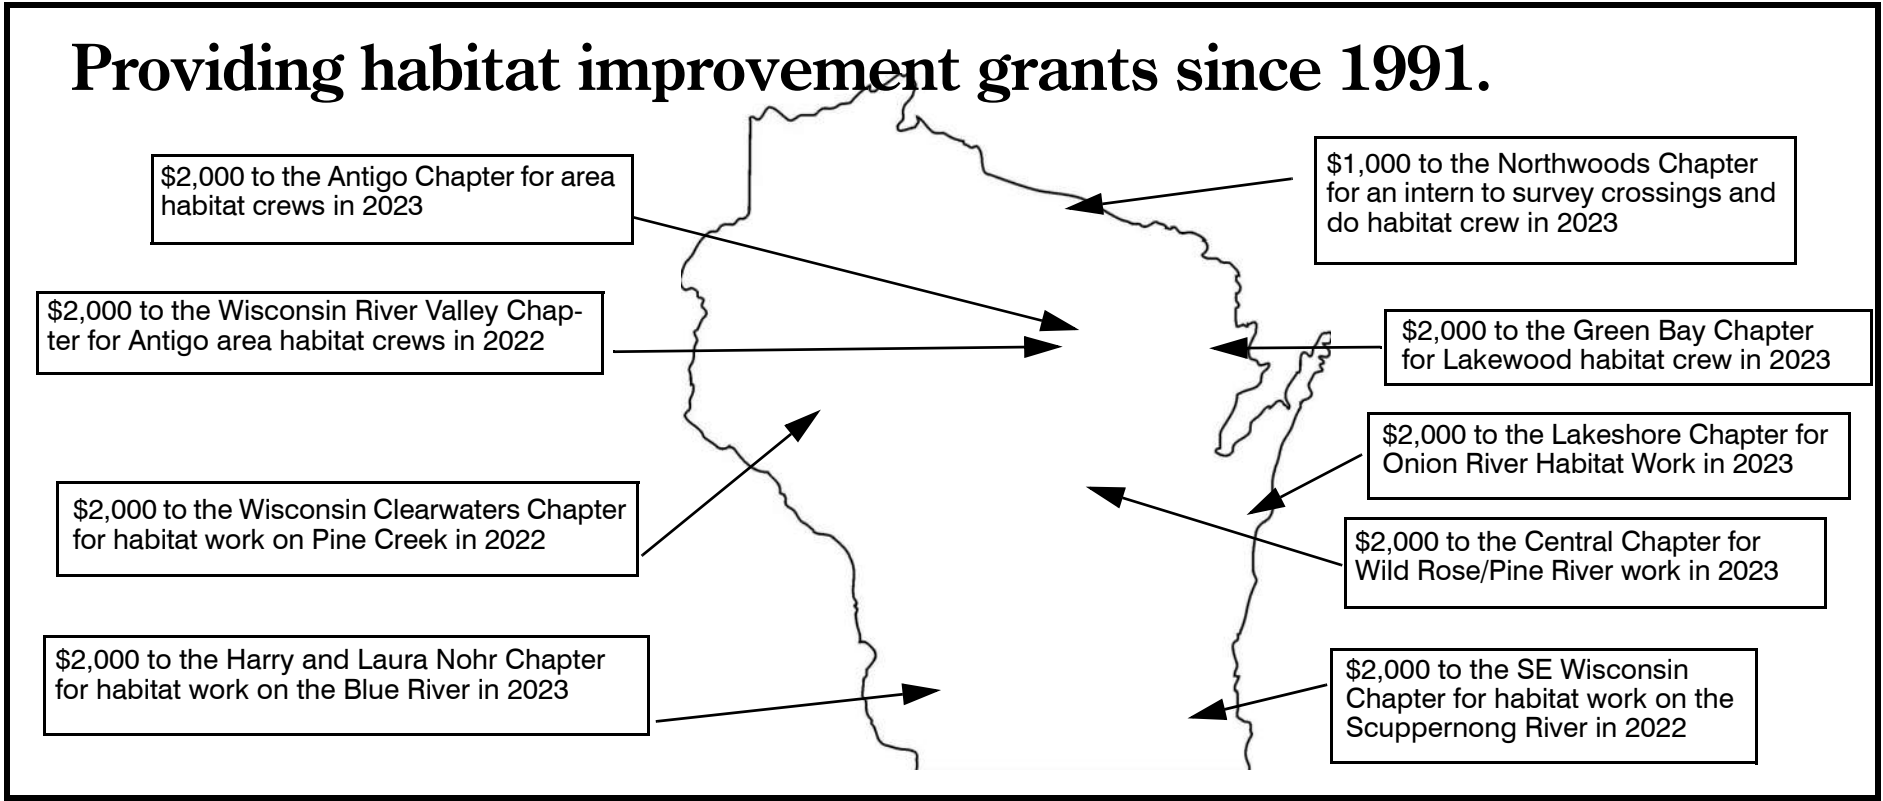 Providing habitat improvement grants since 1991.
$2,000 to the Antigo Chapter for area
habitat crews in 2023
$2,000 to the Wisconsin River Valley Chap-
ter for Antigo area habitat crews in 2022
$2,000 to the Wisconsin Clearwaters Chapter
for habitat work on Pine Creek in 2022
$2,000 to the Harry and Laura Nohr Chapter
for habitat work on the Blue River in 2023
$1,000 to the Northwoods Chapter
for an intern to survey crossings and
do habitat crew in 2023
$2,000 to the Green Bay Chapter
for Lakewood habitat crew in 2023
$2,000 to the Lakeshore Chapter for
Onion River Habitat Work in 2023
$2,000 to the Central Chapter for
Wild Rose/Pine River work in 2023
$2,000 to the SE Wisconsin
Chapter for habitat work on the
Scuppernong River in 2022